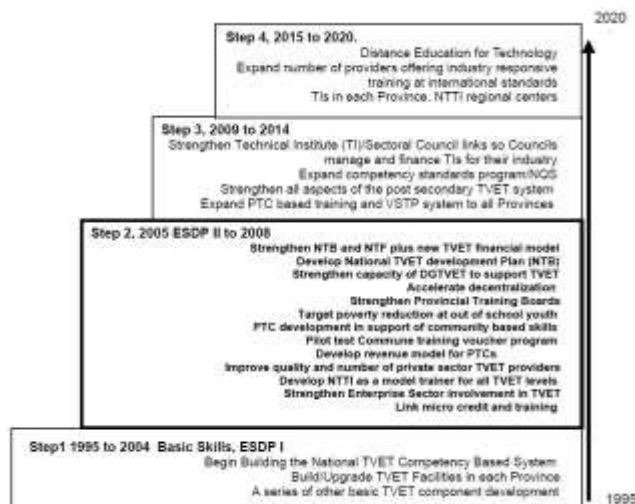 2020
Step 4, 2015 to 2020.
Distance Education for Technology
Expand number of providers offering industry responsive
training at international standards
TIs in each Province. NTTI regional centers
Step 3, 2009 to 2014
Strengthen Technical Institute (TI)/Sectoral Council links so Councils
manage and finance TIs for their industry
Expand competency standards program/NQS
Strengthen all aspects of the post secondary TVET system
Expand PTC based training and VSTP system to all Provinces
Step 2, 2005 ESDP II to 2008
Strengthen NTB and NTF plus new TVET financial model
Develop National TVET development Plan (NTB)
Strengthen capacity of DGTVET to support TVET
Accelerate decentralization
Strengthen Provincial Training Boards
Target poverty reduction at out of school youth
PTC development in support of community based skills
Pilot test Commune training voucher program
Develop revenue model for PTCs
Improve quality and number of private sector TVET providers
Develop NTTI as a model trainer for all TVET levels
Strengthen Enterprise Sector involvement in TVET
Link micro credit and training
Step1 1995 to 2004 Basic Skills, ESDP I
Begin Building the National TVET Competency Based System
Build/Upgrade TVET Facilities in each Province
A series of other basic TVET component development
1995